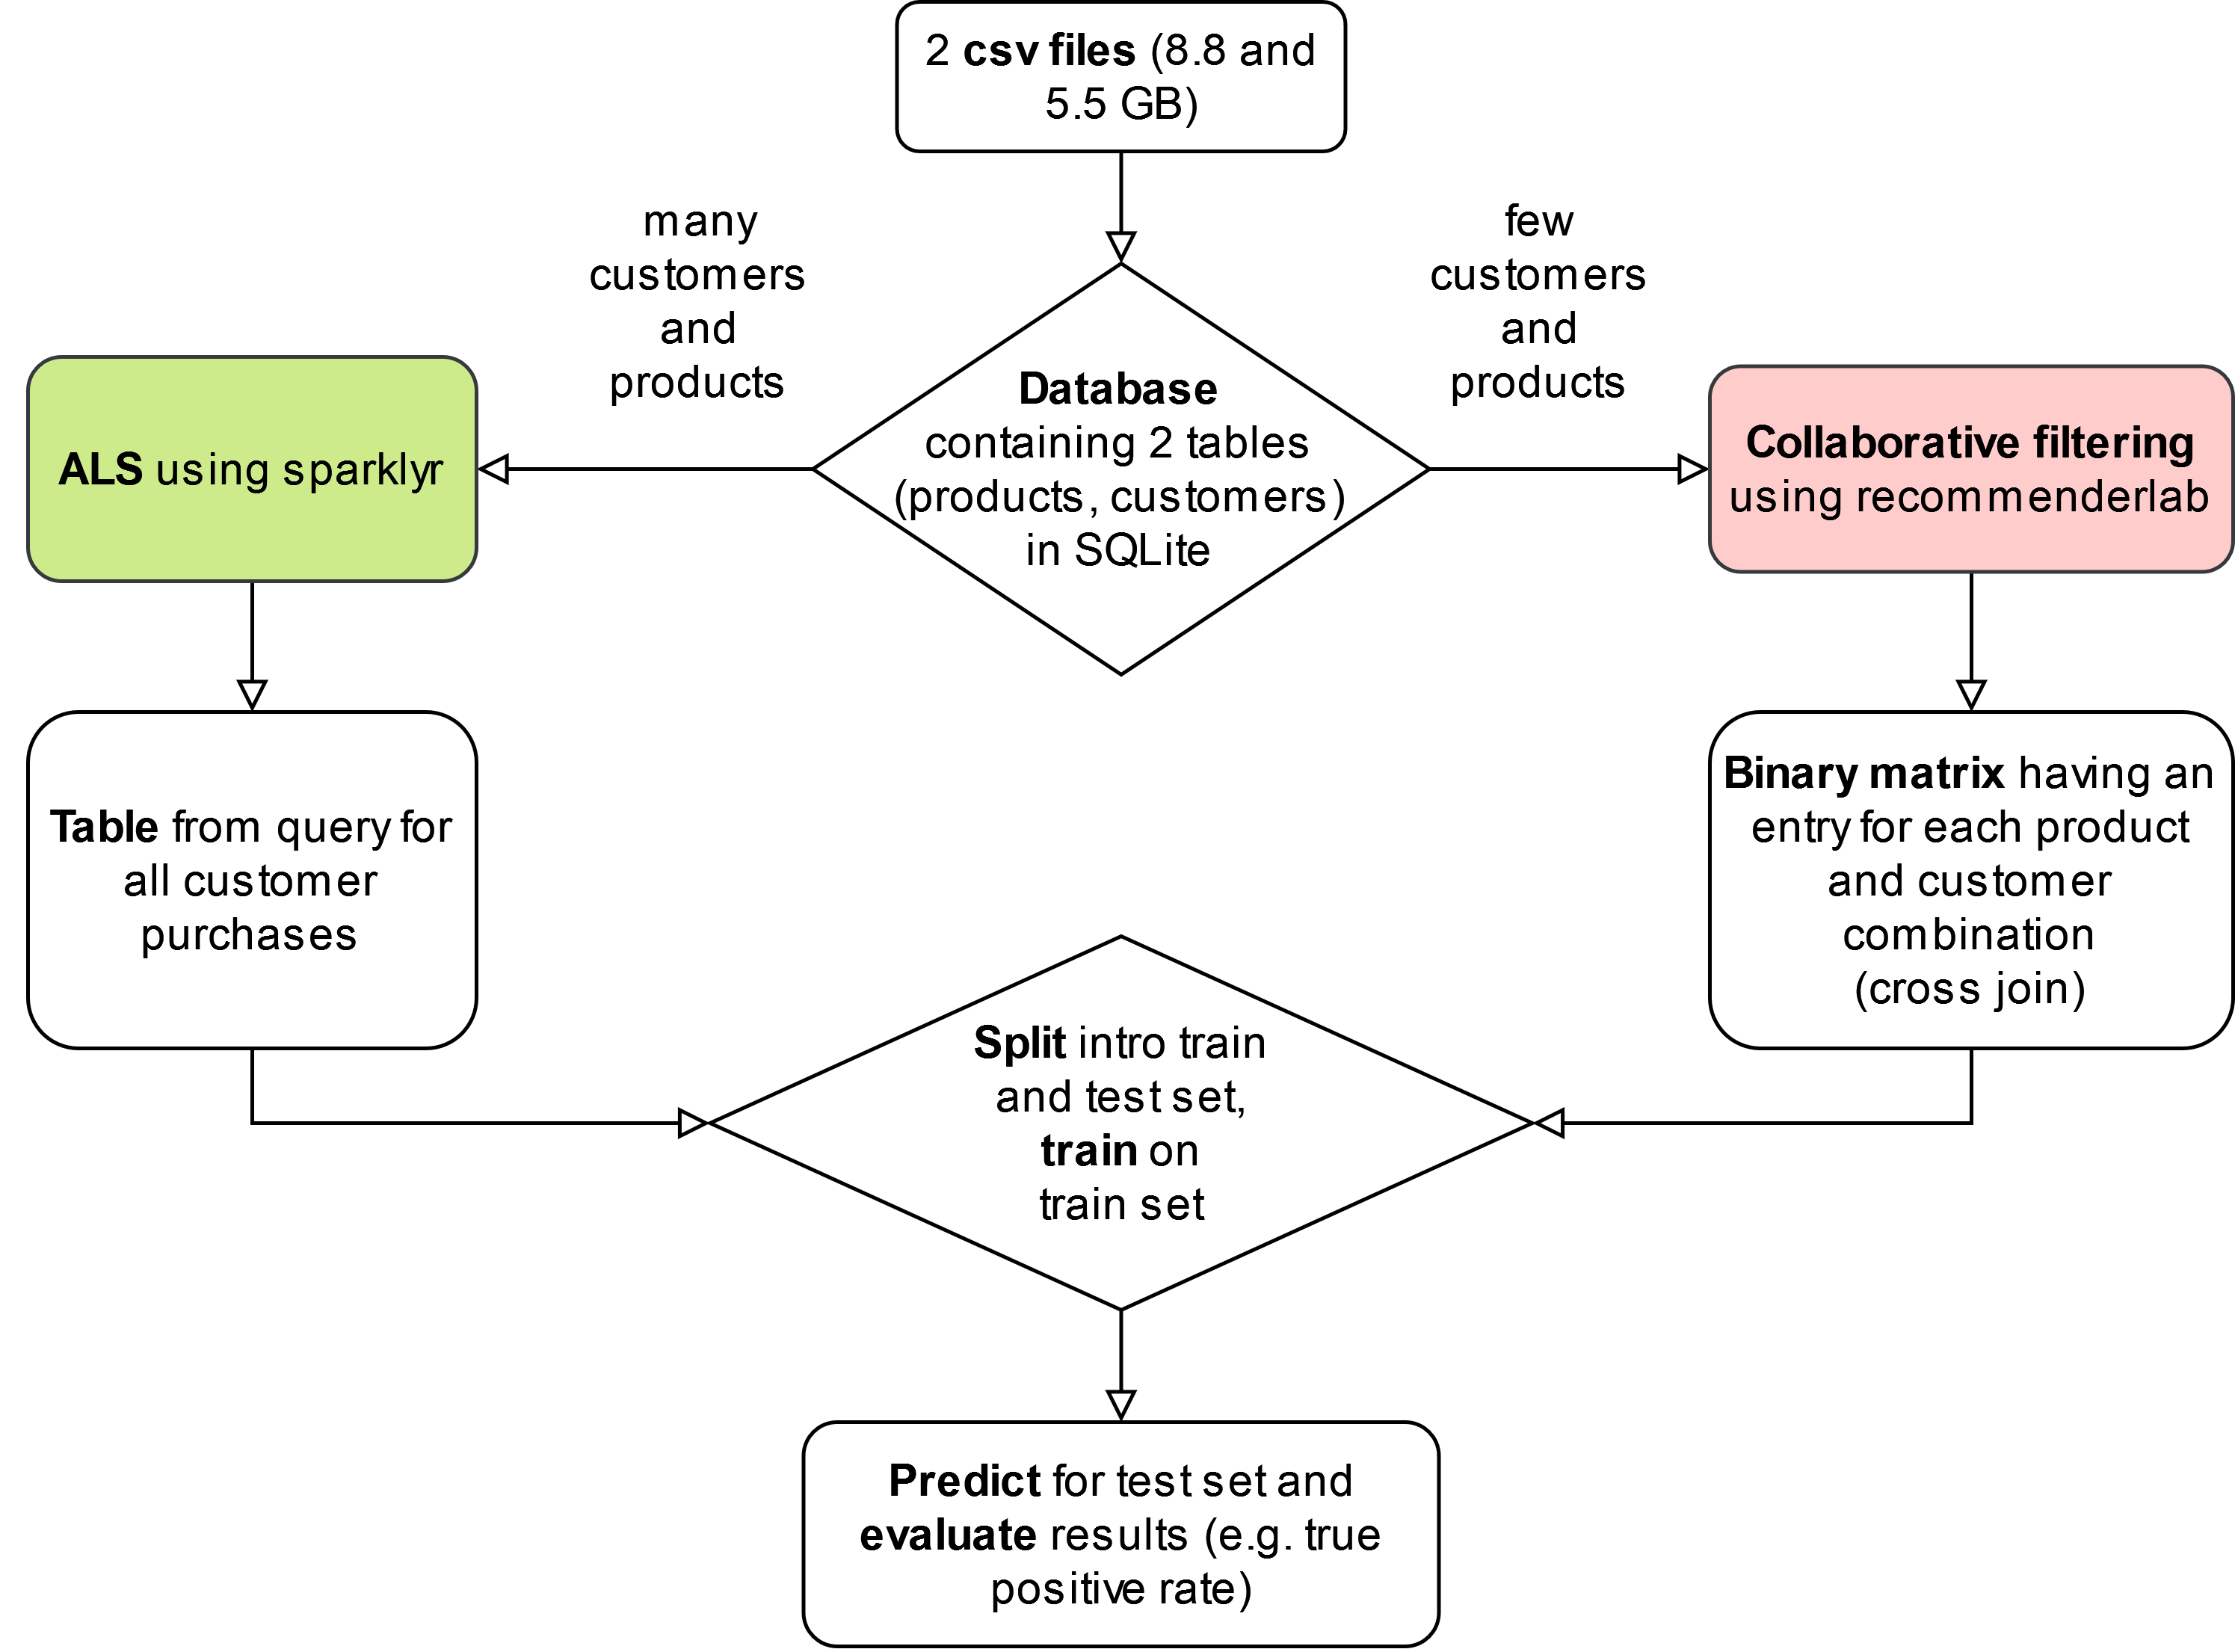 2 csv files (8.8 and
5.5 GB)
many
customers
and
products
few
customers
and
products
Database
containing 2 tables
(products, customers)
in SQLite
ALS using sparklyr
Collaborative filtering
using recommenderlab
Table from query for
all customer
purchases
Binary matrix having an
entry for each product
and customer
combination
(cross join)
Split intro train
and test set,
train on
train set
Predict for test set and
evaluate results (e.g. true
positive rate)